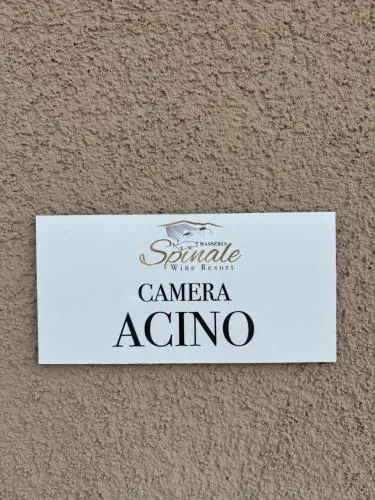 MASSERIA
Spinale
Wine Resort
CAMERA
ACINO